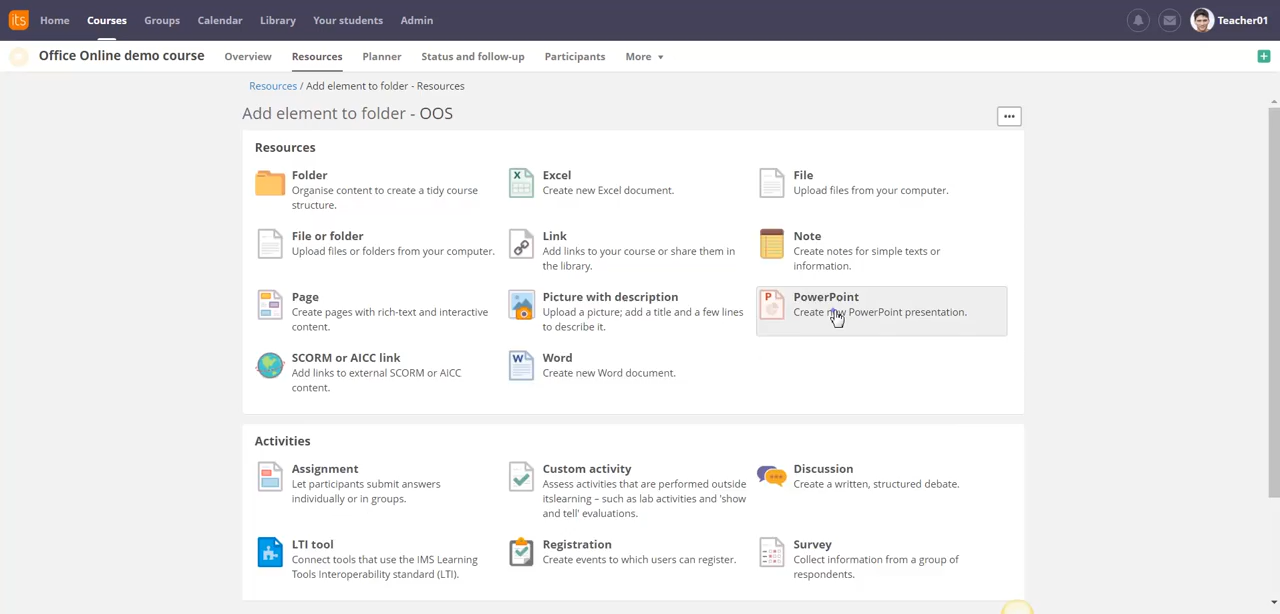 its Home Courses Groups Calendar Library Your students Admin Teacher01
Office Online demo course Overview Resources Planner Status and follow-up Participants More
Resources / Add element to folder - Resources
Add element to folder - OOS
Resources
Folder
Organise content to create a tidy course
structure.
Excel
Create new Excel document.
File
Upload files from your computer.
File or folder
Upload files or folders from your computer.
Link
Add links to your course or share them in
the library.
Note
Create notes for simple texts or
information.
Page
Create pages with rich-text and interactive
content.
Picture with description
Upload a picture; add a title and a few lines
to describe it.
PowerPoint
Create new PowerPoint presentation.
SCORM or AICC link
Add links to external SCORM or AICC
content.
Word
Create new Word document.
Activities
Assignment
Let participants submit answers
individually or in groups.
Custom activity
Assess activities that are performed outside
itslearning – such as lab activities and 'show
and tell' evaluations.
Discussion
Create a written, structured debate.
LTI tool
Connect tools that use the IMS Learning
Tools Interoperability standard (LTI).
Registration
Create events to which users can register.
Survey
Collect information from a group of
respondents.